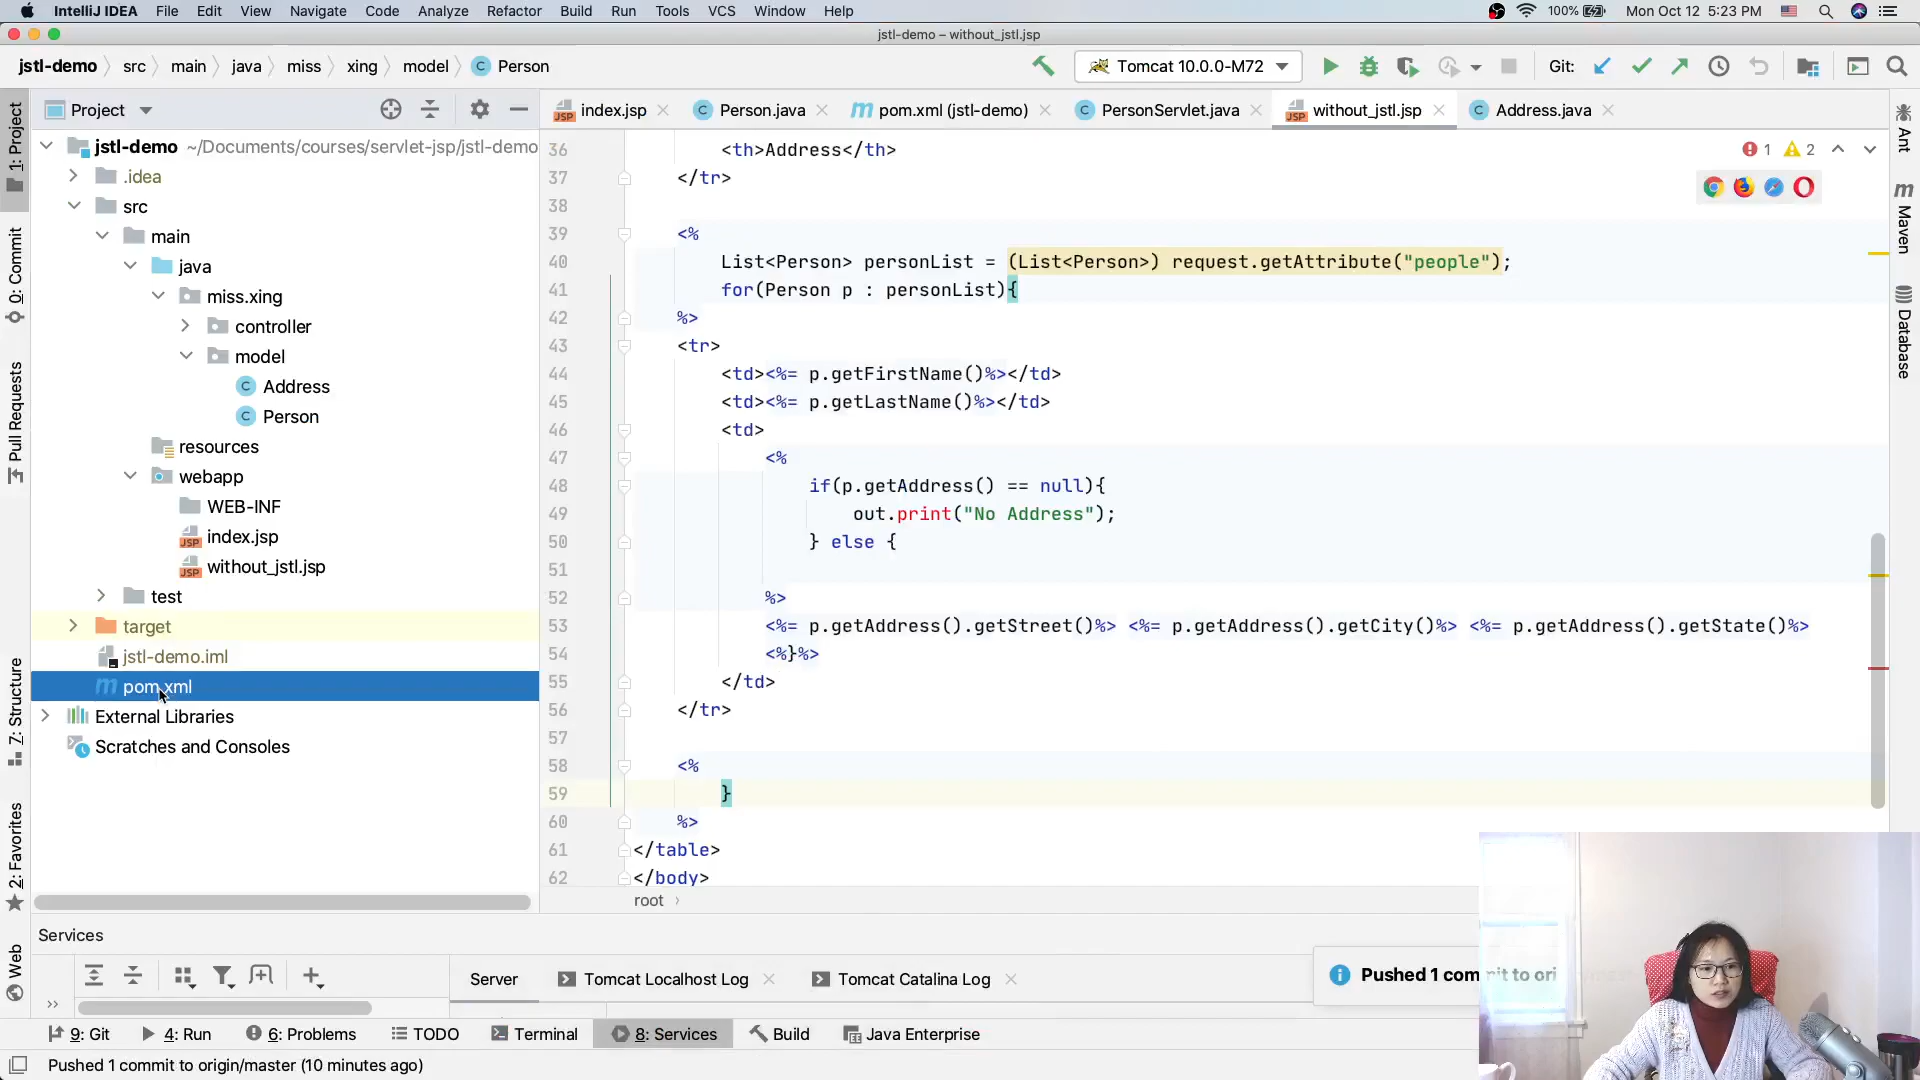 IntelliJ IDEA File Edit View Navigate Code Analyze Refactor Build Run Tools VCS Window Help 100% Mon Oct 12 5:23 PM
jstl-demo – without_jstl.jsp
jstl-demo src main java miss xing model C Person Tomcat 10.0.0-M72 Git:
Project index.jsp Person.java pom.xml (jstl-demo) PersonServlet.java without_jstl.jsp Address.java
jstl-demo ~/Documents/courses/servlet-jsp/jstl-demo
.idea
src
main
java
miss.xing
controller
model
C Address
C Person
resources
webapp
WEB-INF
index.jsp
without_jstl.jsp
test
target
jstl-demo.iml
pom.xml
External Libraries
Scratches and Consoles
1: Project
0: Commit
Pull Requests
7: Structure
2: Favorites
Web
1 2
36 <th>Address</th>
37 </tr>
38
39 <%
40 List<Person> personList = (List<Person>) request.getAttribute("people");
41 for(Person p : personList){
42 %>
43 <tr>
44 <td><%= p.getFirstName()%></td>
45 <td><%= p.getLastName()%></td>
46 <td>
47 <%
48 if(p.getAddress() == null){
49 out.print("No Address");
50 } else {
51
52 %>
53 <%= p.getAddress().getStreet()%> <%= p.getAddress().getCity()%> <%= p.getAddress().getState()%>
54 <%}%>
55 </td>
56 </tr>
57
58 <%
59 }
60 %>
61 </table>
62 </body>
root
Ant
Maven
Database
Services
Server Tomcat Localhost Log Tomcat Catalina Log
Pushed 1 commit to ori
9: Git 4: Run 6: Problems TODO Terminal 8: Services Build Java Enterprise
Pushed 1 commit to origin/master (10 minutes ago)